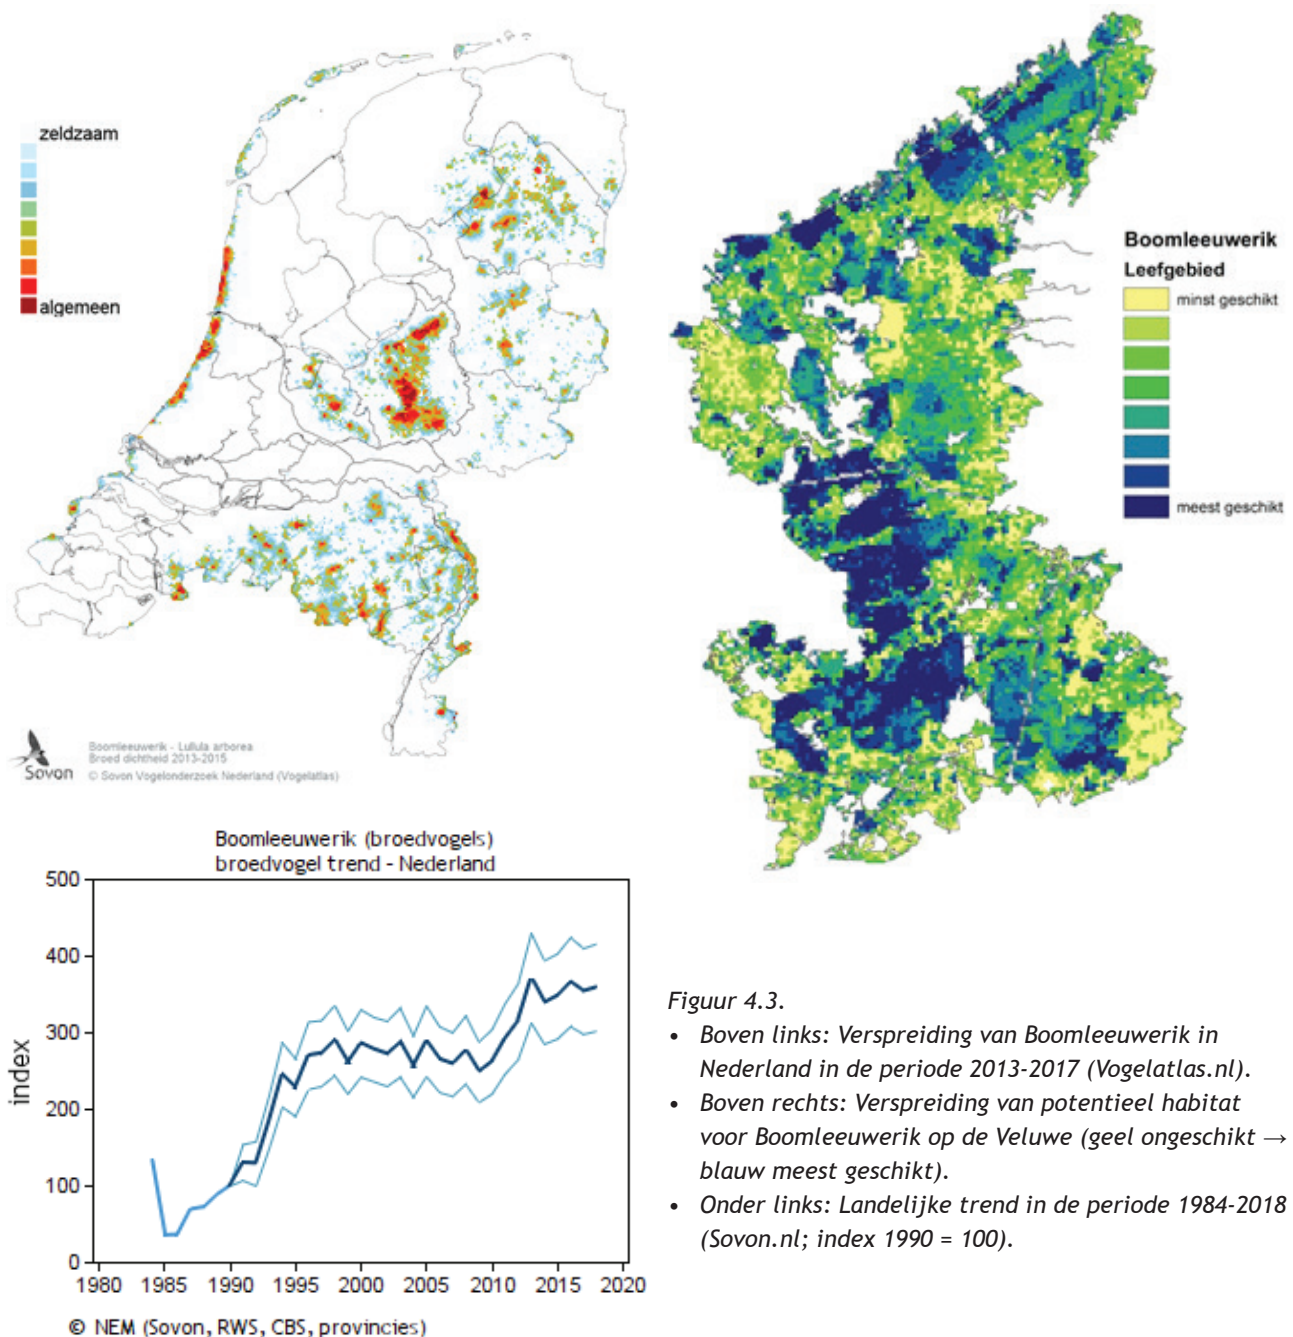 zeldzaam
algemeen
Sovon
Boomleeuwerik - Lullula arborea
Broed dichtheid 2013-2015
© Sovon Vogelonderzoek Nederland (Vogelatlas)
Boomleeuwerik
Leefgebied
minst geschikt
meest geschikt
Boomleeuwerik (broedvogels)
broedvogel trend - Nederland
index
500
400
300
200
100
0
1980 1985 1990 1995 2000 2005 2010 2015 2020
© NEM (Sovon, RWS, CBS, provincies)
Figuur 4.3.
• Boven links: Verspreiding van Boomleeuwerik in
Nederland in de periode 2013-2017 (Vogelatlas.nl).
• Boven rechts: Verspreiding van potentieel habitat
voor Boomleeuwerik op de Veluwe (geel ongeschikt →
blauw meest geschikt).
• Onder links: Landelijke trend in de periode 1984-2018
(Sovon.nl; index 1990 = 100).